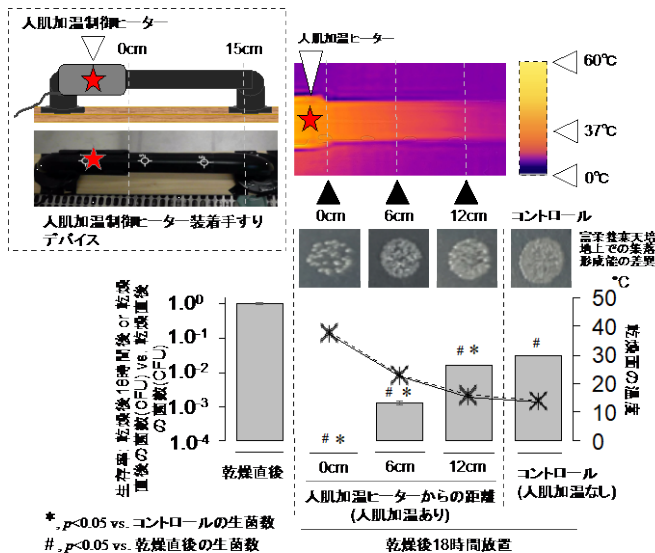 人肌加温制御ヒーター
0cm
15cm
人肌加温制御ヒーター装着手すり
デバイス
人肌加温ヒーター
60℃
37℃
0℃
0cm
6cm
12cm
コントロール
富栄養寒天培
地上での集落
形成能の差異
生存率: 乾燥後18時間後 or 乾燥
直後の菌数(CFU) vs. 乾燥直後
の菌数(CFU)
1.0⁰
10⁻¹
10⁻²
10⁻³
1.0⁻⁴
℃
50
40
30
20
10
0
乾燥面の温度
# *
# *
# *
#
乾燥直後
0cm
6cm
12cm
コントロール
(人肌加温なし)
人肌加温ヒーターからの距離
(人肌加温あり)
乾燥後18時間放置
*, p<0.05 vs. コントロールの生菌数
#, p<0.05 vs. 乾燥直後の生菌数